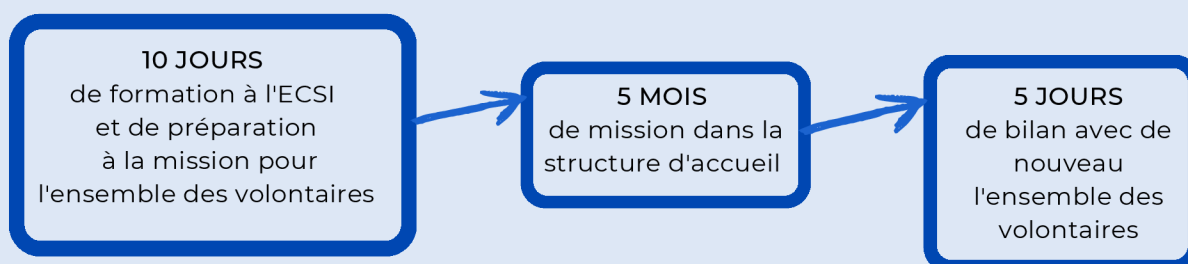 10 JOURS
de formation à l'ECSI
et de préparation
à la mission pour
l'ensemble des volontaires
5 MOIS
de mission dans la
structure d'accueil
5 JOURS
de bilan avec de
nouveau
l'ensemble des
volontaires